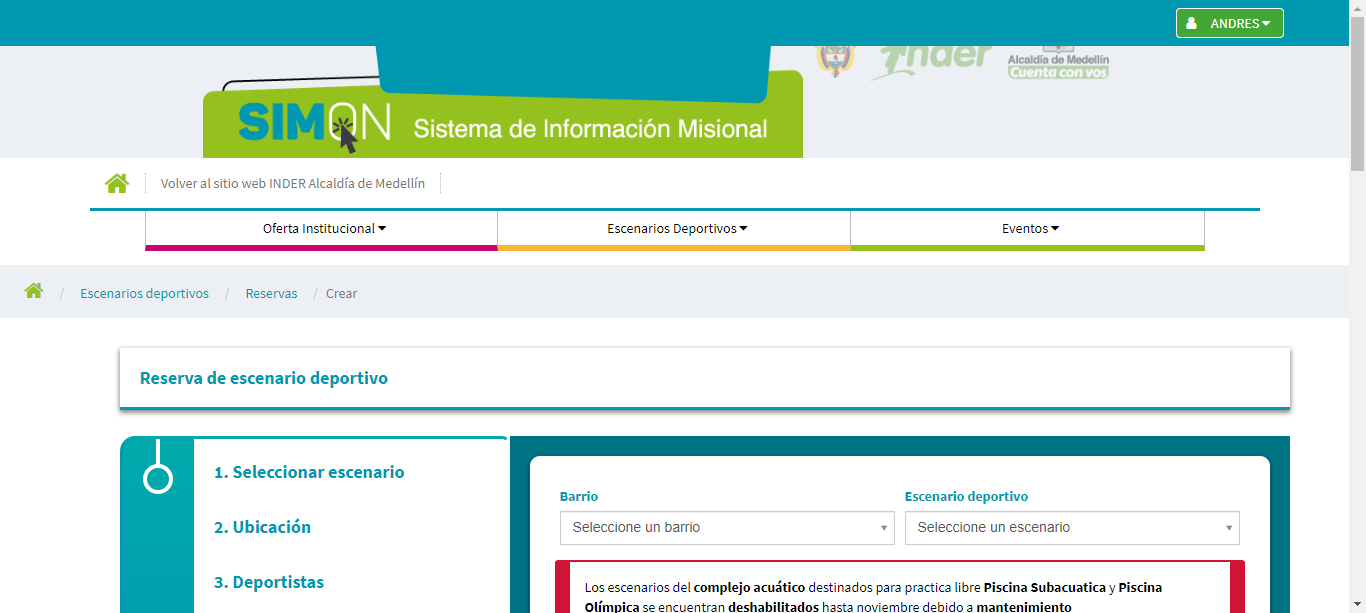 ANDRES
inder
Alcaldía de Medellín
Cuenta con vos
SIMON Sistema de Información Misional
Volver al sitio web INDER Alcaldía de Medellín
Oferta Institucional Escenarios Deportivos Eventos
/ Escenarios deportivos / Reservas / Crear
Reserva de escenario deportivo
1. Seleccionar escenario
2. Ubicación
3. Deportistas
Barrio Escenario deportivo
Seleccione un barrio Seleccione un escenario
Los escenarios del complejo acuático destinados para practica libre Piscina Subacuatica y Piscina
Olímpica se encuentran deshabilitados hasta noviembre debido a mantenimiento